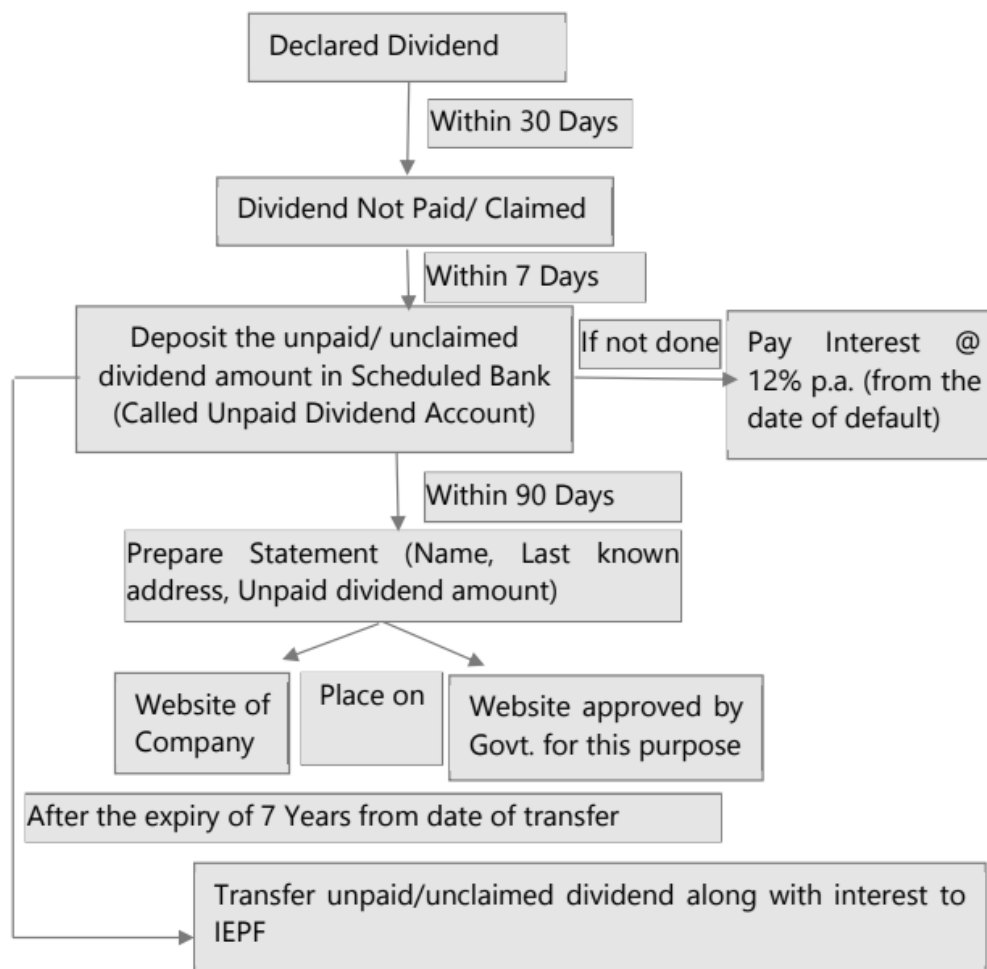 Declared Dividend
Within 30 Days
Dividend Not Paid/ Claimed
Within 7 Days
Deposit the unpaid/ unclaimed
dividend amount in Scheduled Bank
(Called Unpaid Dividend Account)
If not done
Pay Interest @
12% p.a. (from the
date of default)
Within 90 Days
Prepare Statement (Name, Last known
address, Unpaid dividend amount)
Website of
Company
Place on
Website approved by
Govt. for this purpose
After the expiry of 7 Years from date of transfer
Transfer unpaid/unclaimed dividend along with interest to
IEPF